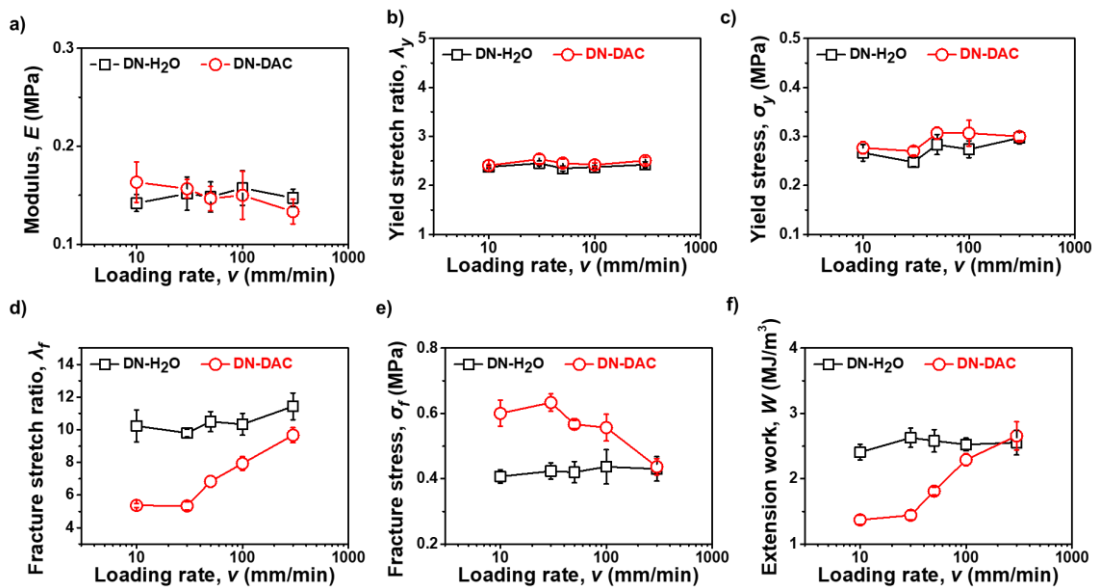 a)
0.3
0.1
DN-H2O
DN-DAC
Modulus, E (MPa)
10
100
1000
Loading rate, v (mm/min)
b)
5
4
3
2
1
DN-H2O
DN-DAC
Yield stretch ratio, λy
10
100
1000
Loading rate, v (mm/min)
c)
0.5
0.3
0.1
DN-H2O
DN-DAC
Yield stress, σy (MPa)
10
100
1000
Loading rate, v (mm/min)
d)
14
12
10
8
6
4
DN-H2O
DN-DAC
Fracture stretch ratio, λf
10
100
1000
Loading rate, v (mm/min)
e)
0.8
0.6
0.4
0.2
DN-H2O
DN-DAC
Fracture stress, σf (MPa)
10
100
1000
Loading rate, v (mm/min)
f)
4
3
2
1
DN-H2O
DN-DAC
Extension work, W (MJ/m3)
10
100
1000
Loading rate, v (mm/min)